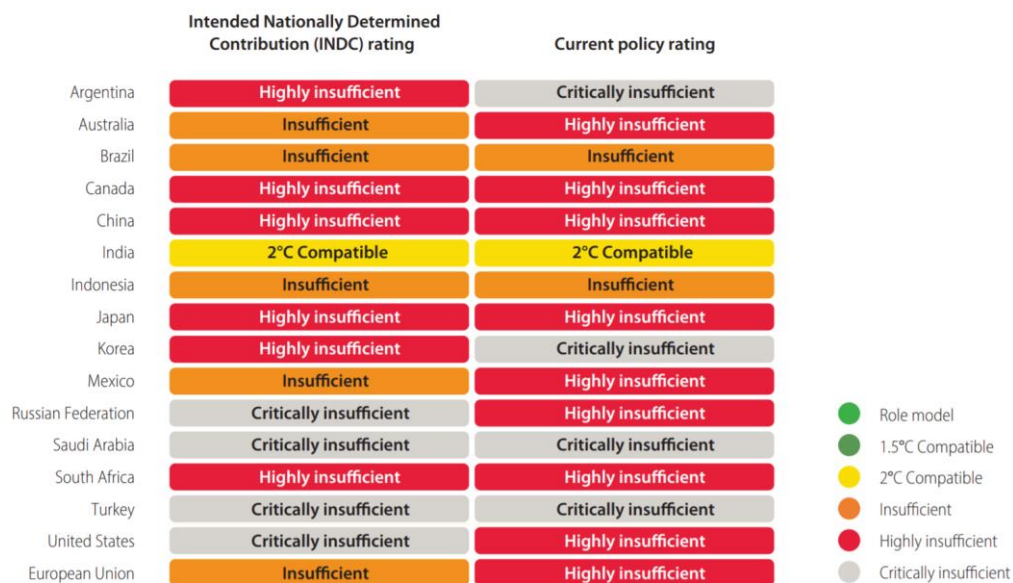 Intended Nationally Determined
Contribution (INDC) rating
Current policy rating
Argentina Highly insufficient Critically insufficient
Australia Insufficient Highly insufficient
Brazil Insufficient Insufficient
Canada Highly insufficient Highly insufficient
China Highly insufficient Highly insufficient
India 2°C Compatible 2°C Compatible
Indonesia Insufficient Insufficient
Japan Highly insufficient Highly insufficient
Korea Highly insufficient Critically insufficient
Mexico Insufficient Highly insufficient
Russian Federation Critically insufficient Highly insufficient
Saudi Arabia Critically insufficient Critically insufficient
South Africa Highly insufficient Highly insufficient
Turkey Critically insufficient Critically insufficient
United States Critically insufficient Highly insufficient
European Union Insufficient Highly insufficient
Role model
1.5°C Compatible
2°C Compatible
Insufficient
Highly insufficient
Critically insufficient